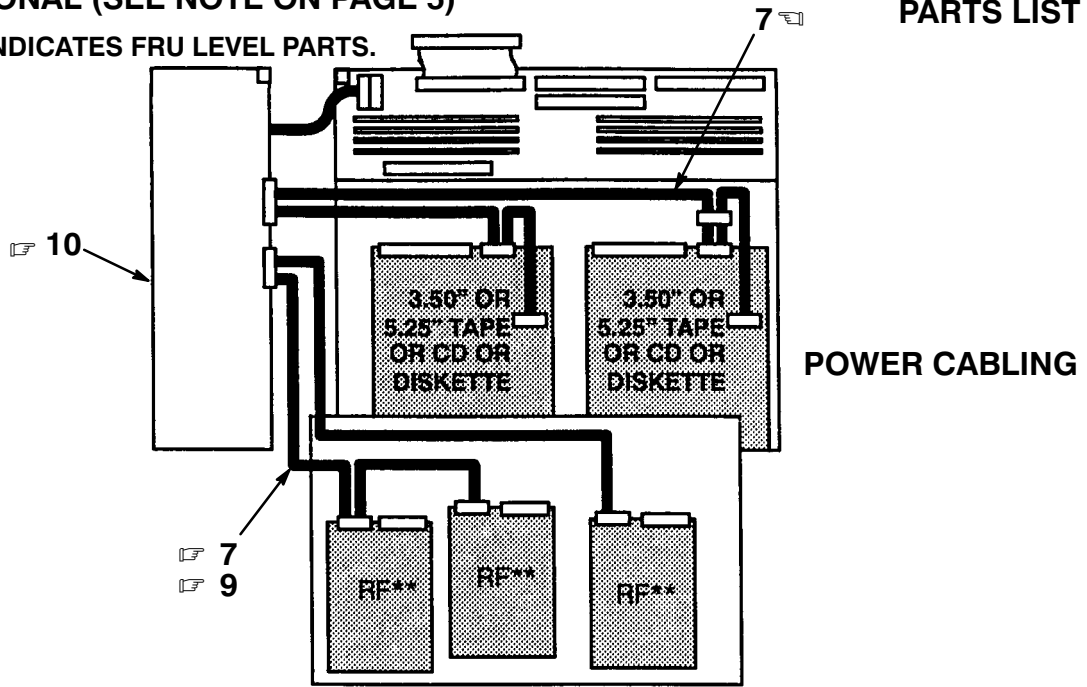 ONAL (SEE NOTE ON PAGE 5)
NDICATES FRU LEVEL PARTS.
7☜
PARTS LIST
☞ 10
3.50" OR
5.25" TAPE
OR CD OR
DISKETTE
3.50" OR
5.25" TAPE
OR CD OR
DISKETTE
POWER CABLING
☞ 7
☞ 9
RF**
RF**
RF**